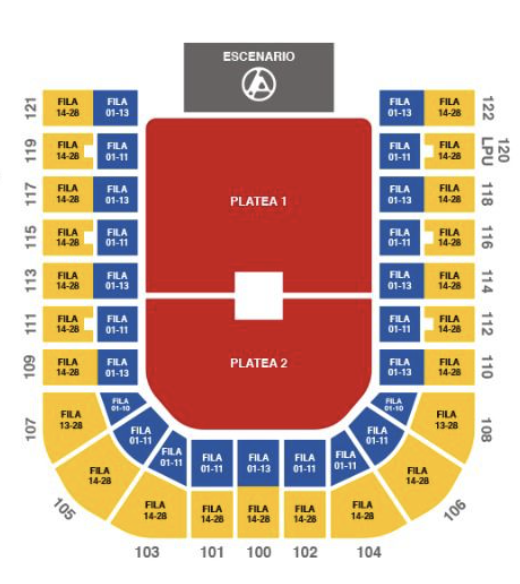 ESCENARIO
121
FILA
14-28
FILA
01-13
FILA
01-13
FILA
14-28
122
119
FILA
14-28
FILA
01-11
FILA
01-11
FILA
14-28
LPU
120
117
FILA
14-28
FILA
01-13
PLATEA 1
FILA
01-13
FILA
14-28
118
115
FILA
14-28
FILA
01-11
FILA
01-11
FILA
14-28
116
113
FILA
14-28
FILA
01-13
FILA
01-13
FILA
14-28
114
111
FILA
14-28
FILA
01-11
FILA
01-11
FILA
14-28
112
109
FILA
14-28
FILA
01-13
PLATEA 2
FILA
01-13
FILA
14-28
110
107
FILA
13-28
FILA
01-10
FILA
01-10
FILA
13-28
108
FILA
01-11
FILA
01-11
FILA
01-11
FILA
01-11
FILA
01-13
FILA
01-11
FILA
01-11
FILA
01-11
105
FILA
14-28
FILA
14-28
106
FILA
14-28
FILA
14-28
FILA
14-28
FILA
14-28
FILA
14-28
103
101
100
102
104